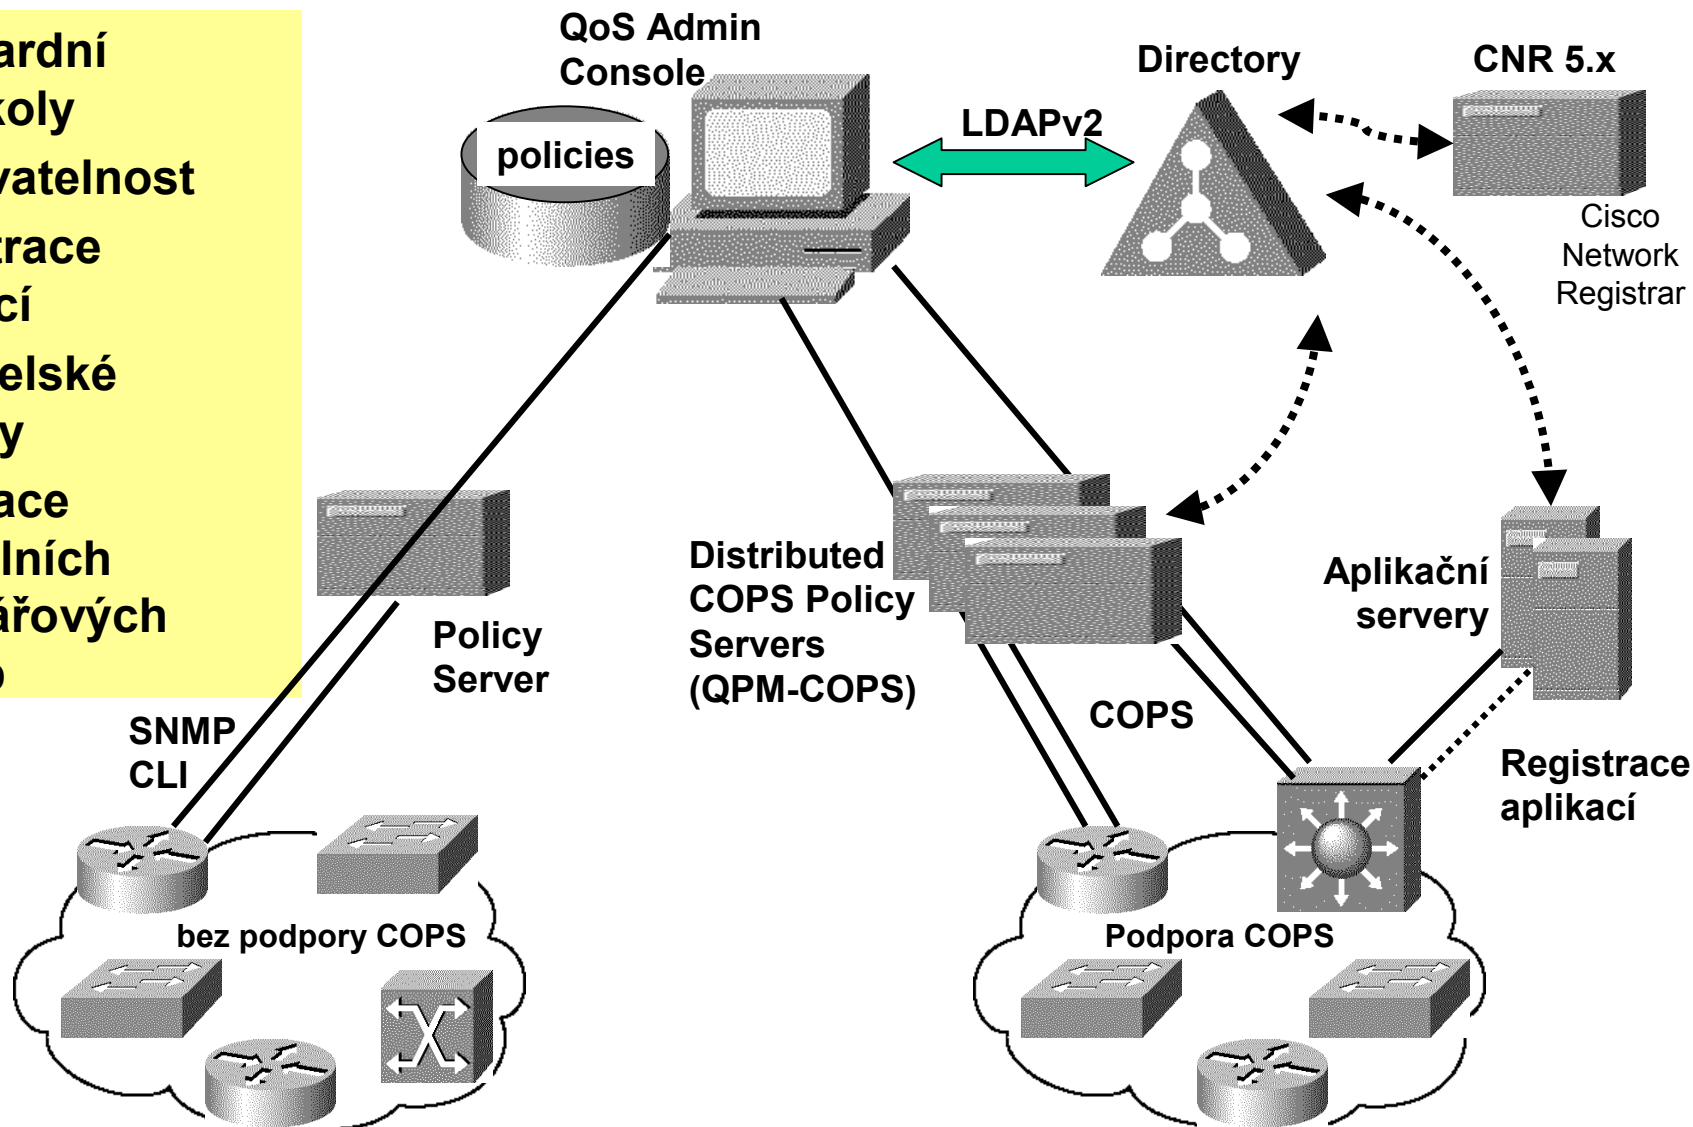 ardní
koly
vatelnost
trace
cí
elské
y
ace
lních
ářových
QoS Admin
Console
policies
LDAPv2
Directory
CNR 5.x
Cisco
Network
Registrar
Policy
Server
Distributed
COPS Policy
Servers
(QPM-COPS)
Aplikační
servery
SNMP
CLI
COPS
Registrace
aplikací
bez podpory COPS
Podpora COPS